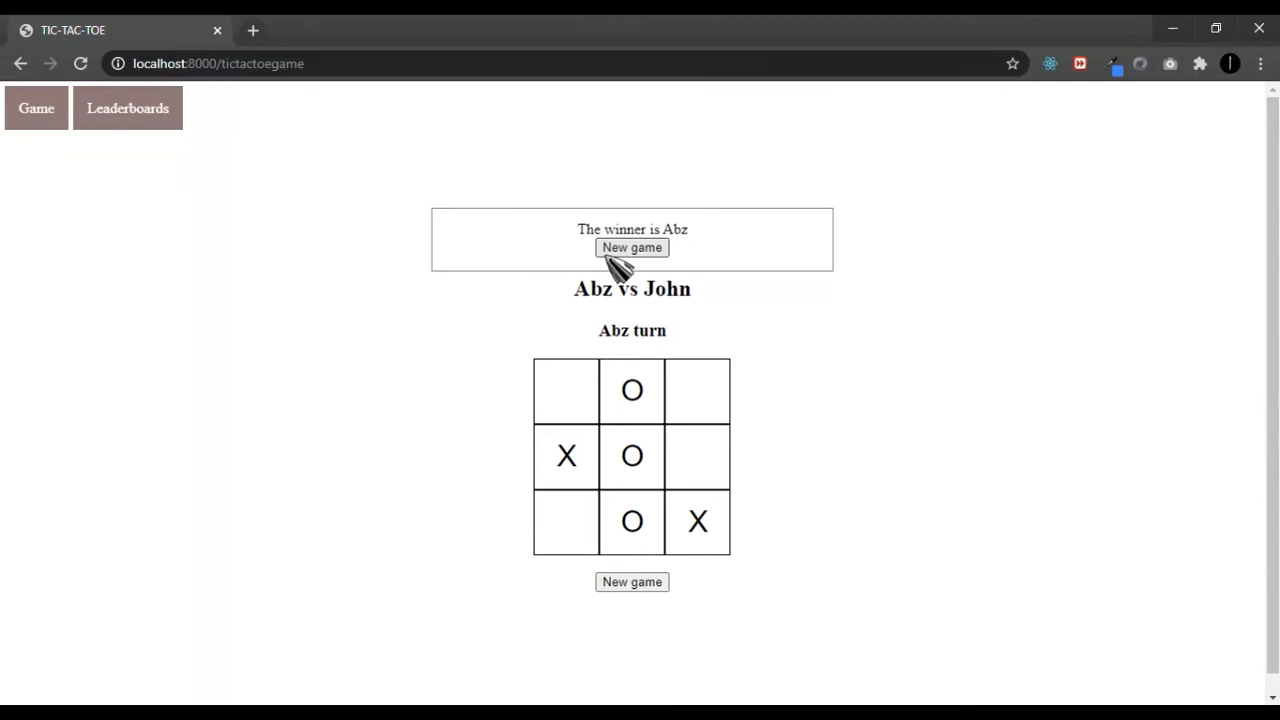 TIC-TAC-TOE
localhost:8000/tictactoegame
Game Leaderboards
The winner is Abz
New game
Abz vs John
Abz turn
O
X O
O X
New game